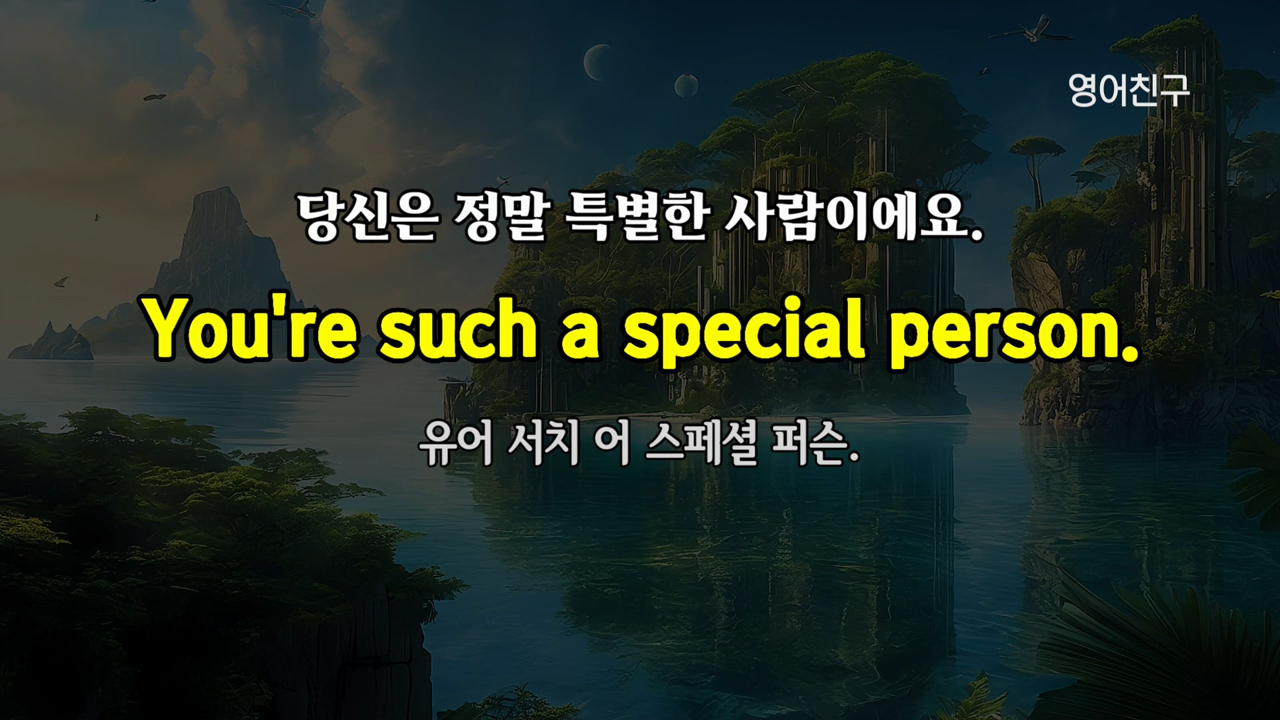 영어친구
당신은 정말 특별한 사람이에요.
You're such a special person.
유어 서치 어 스페셜 퍼슨.